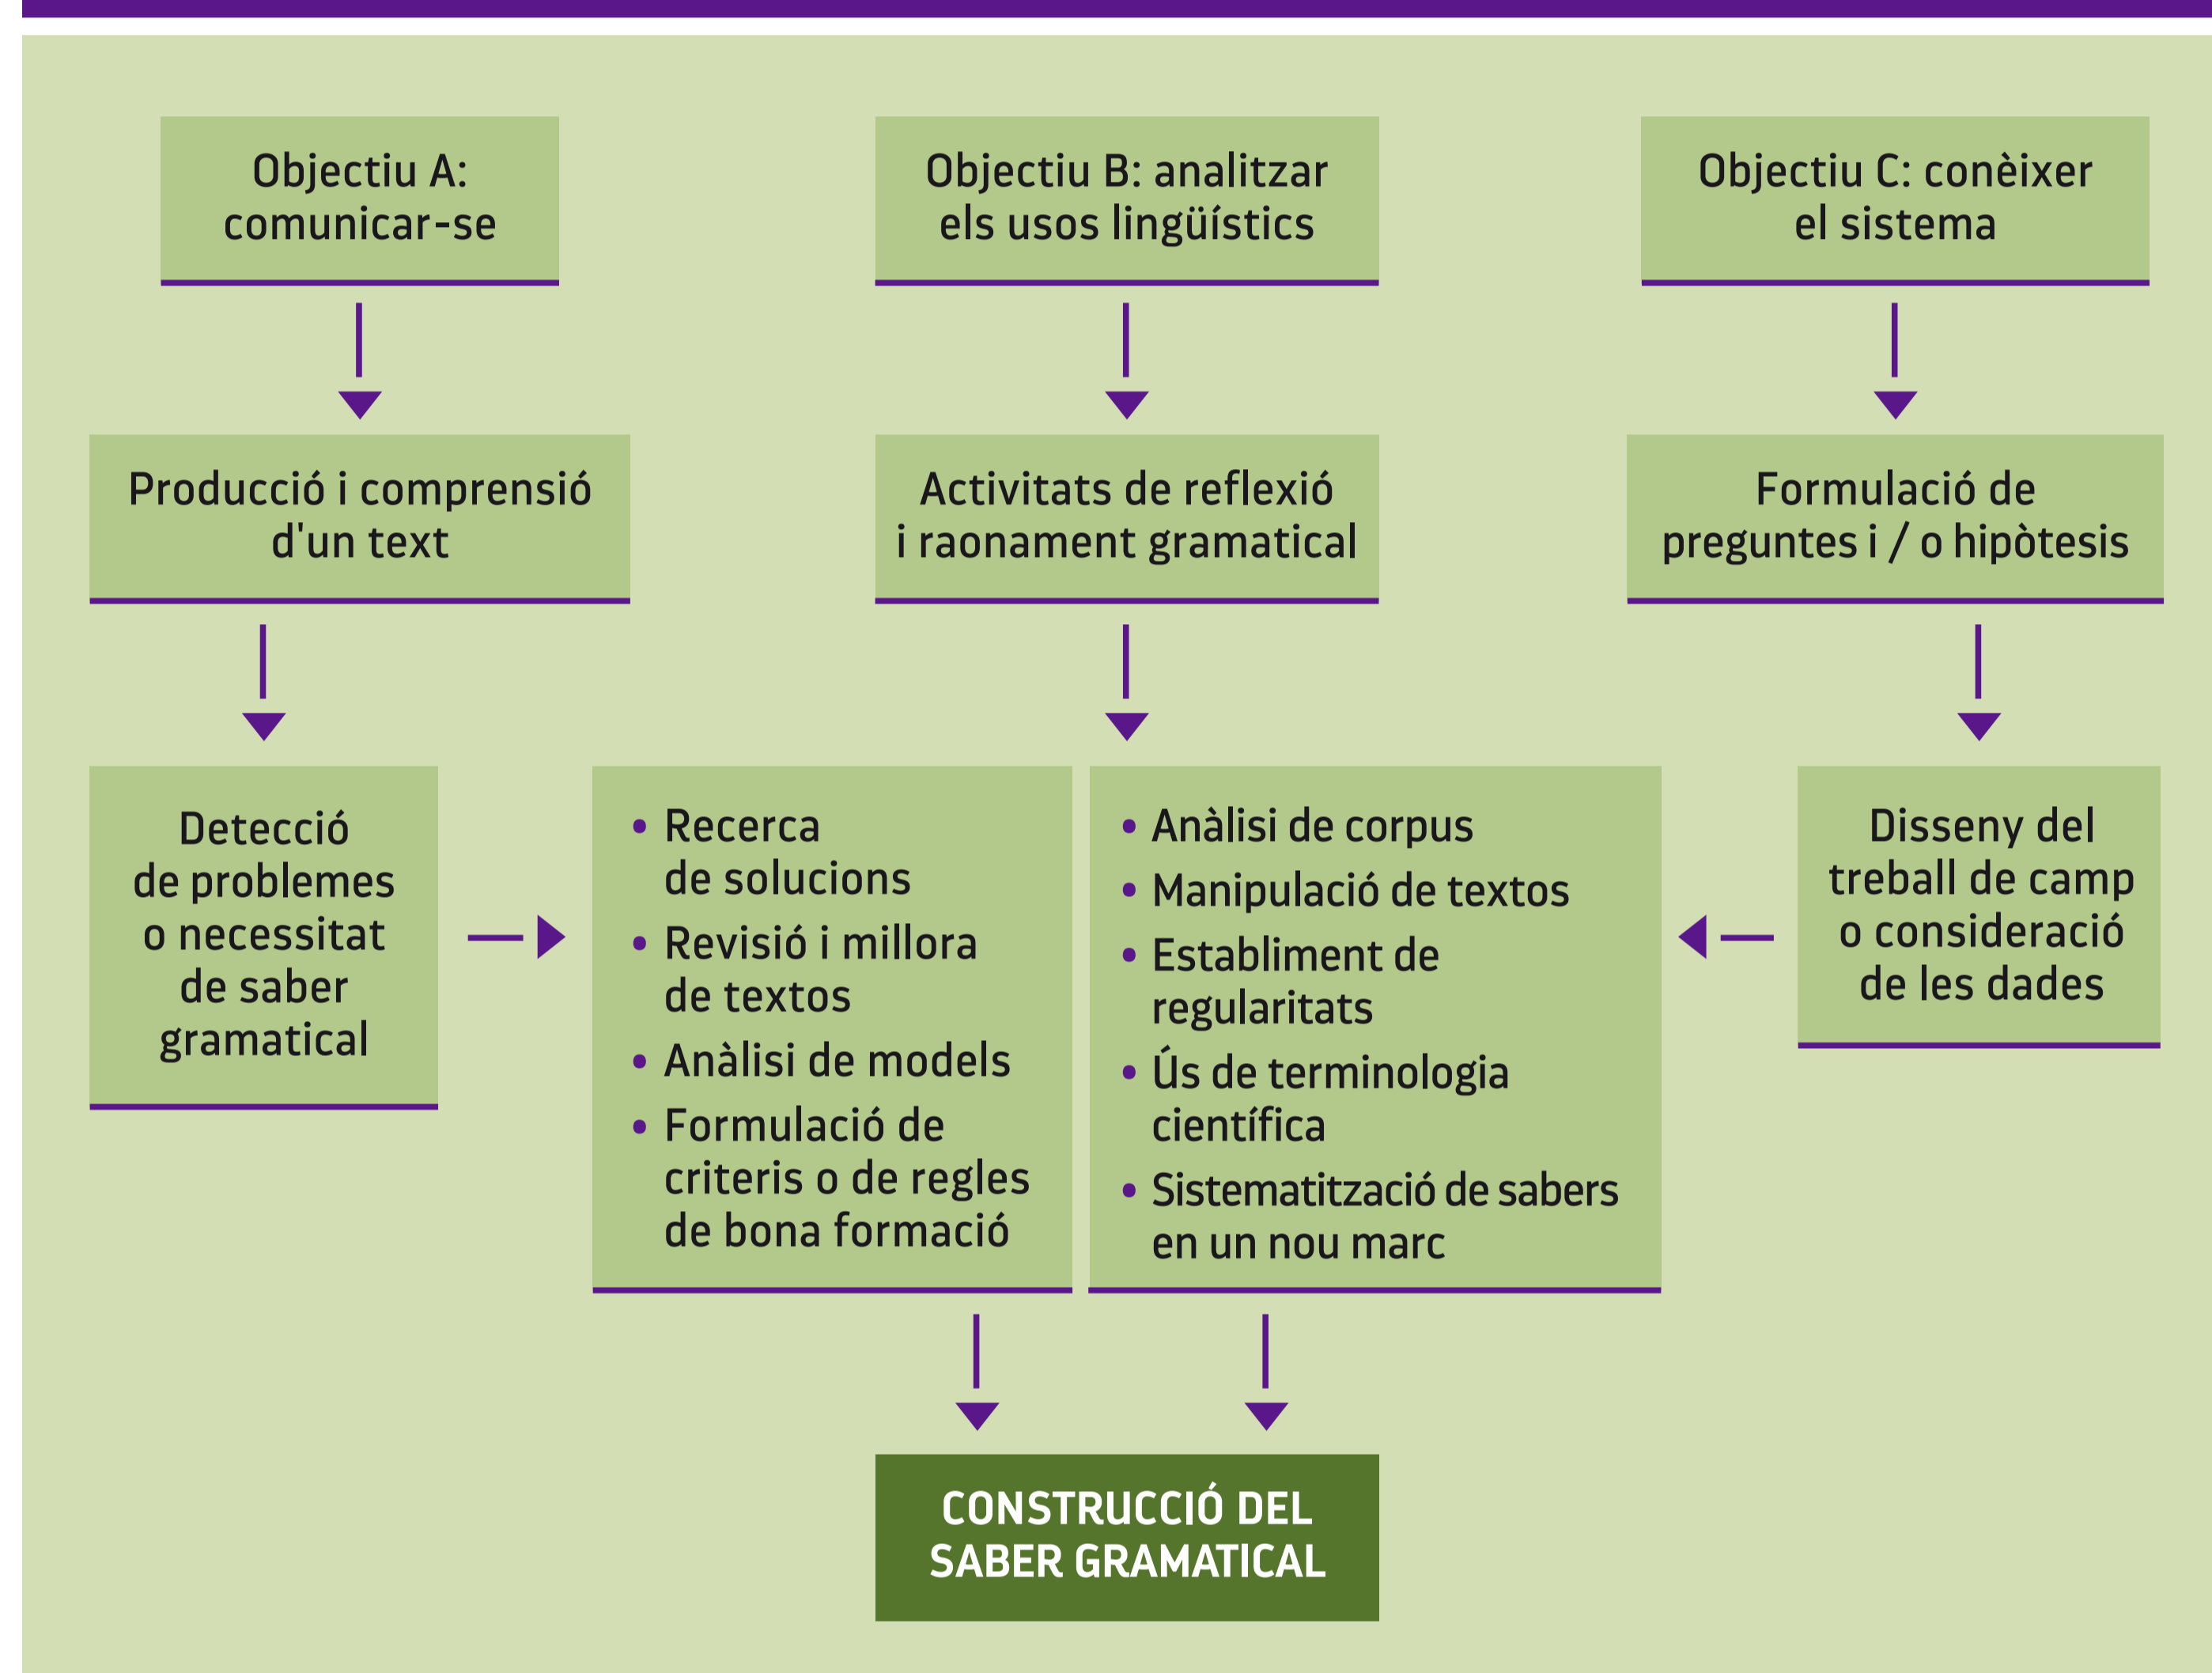 Objectiu A:
comunicar-se
Objectiu B: analitzar
els usos lingüístics
Objectiu C: conèixer
el sistema
Producció i comprensió
d'un text
Activitats de reflexió
i raonament gramatical
Formulació de
preguntes i / o hipòtesis
Detecció
de problemes
o necessitat
de saber
gramatical
• Recerca
de solucions
• Revisió i millora
de textos
• Anàlisi de models
• Formulació de
criteris o de regles
de bona formació
• Anàlisi de corpus
• Manipulació de textos
• Establiment de
regularitats
• Ús de terminologia
científica
• Sistematització de sabers
en un nou marc
Disseny del
treball de camp
o consideració
de les dades
CONSTRUCCIÓ DEL
SABER GRAMATICAL